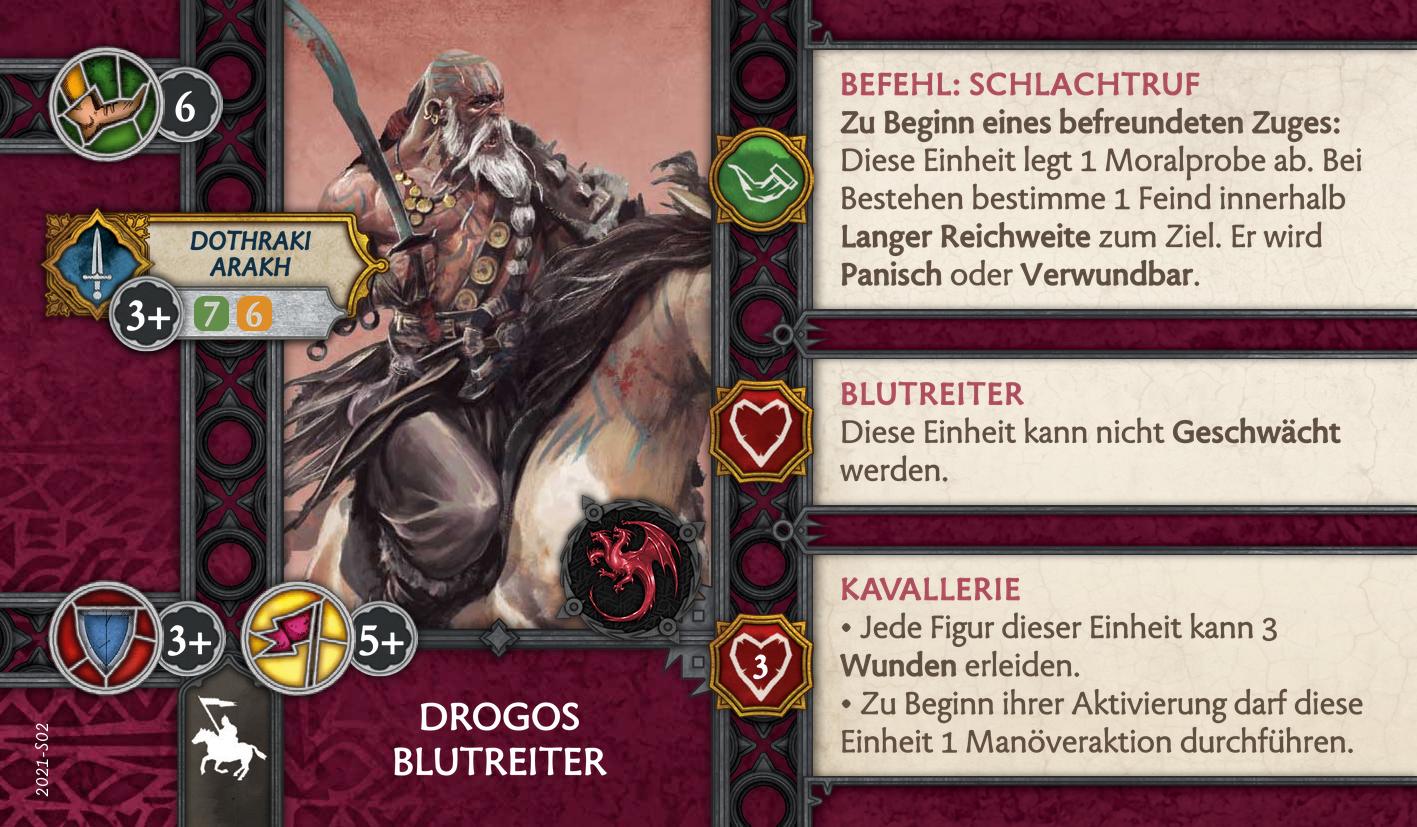 6
DOTHRAKI
ARAKH
3+
7 6
3+
5+
DROGOS
BLUTREITER
2021-S02
BEFEHL: SCHLACHTRUF
Zu Beginn eines befreundeten Zuges:
Diese Einheit legt 1 Moralprobe ab. Bei
Bestehen bestimme 1 Feind innerhalb
Langer Reichweite zum Ziel. Er wird
Panisch oder Verwundbar.
BLUTREITER
Diese Einheit kann nicht Geschwächt
werden.
3
KAVALLERIE
• Jede Figur dieser Einheit kann 3
Wunden erleiden.
• Zu Beginn ihrer Aktivierung darf diese
Einheit 1 Manöveraktion durchführen.